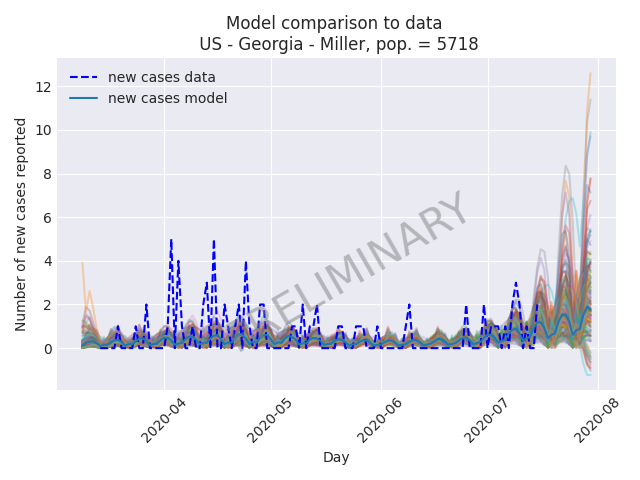 Model comparison to data
US - Georgia - Miller, pop. = 5718
new cases data
new cases model
PRELIMINARY
Number of new cases reported
12
10
8
6
4
2
0
2020-04
2020-05
2020-06
2020-07
2020-08
Day